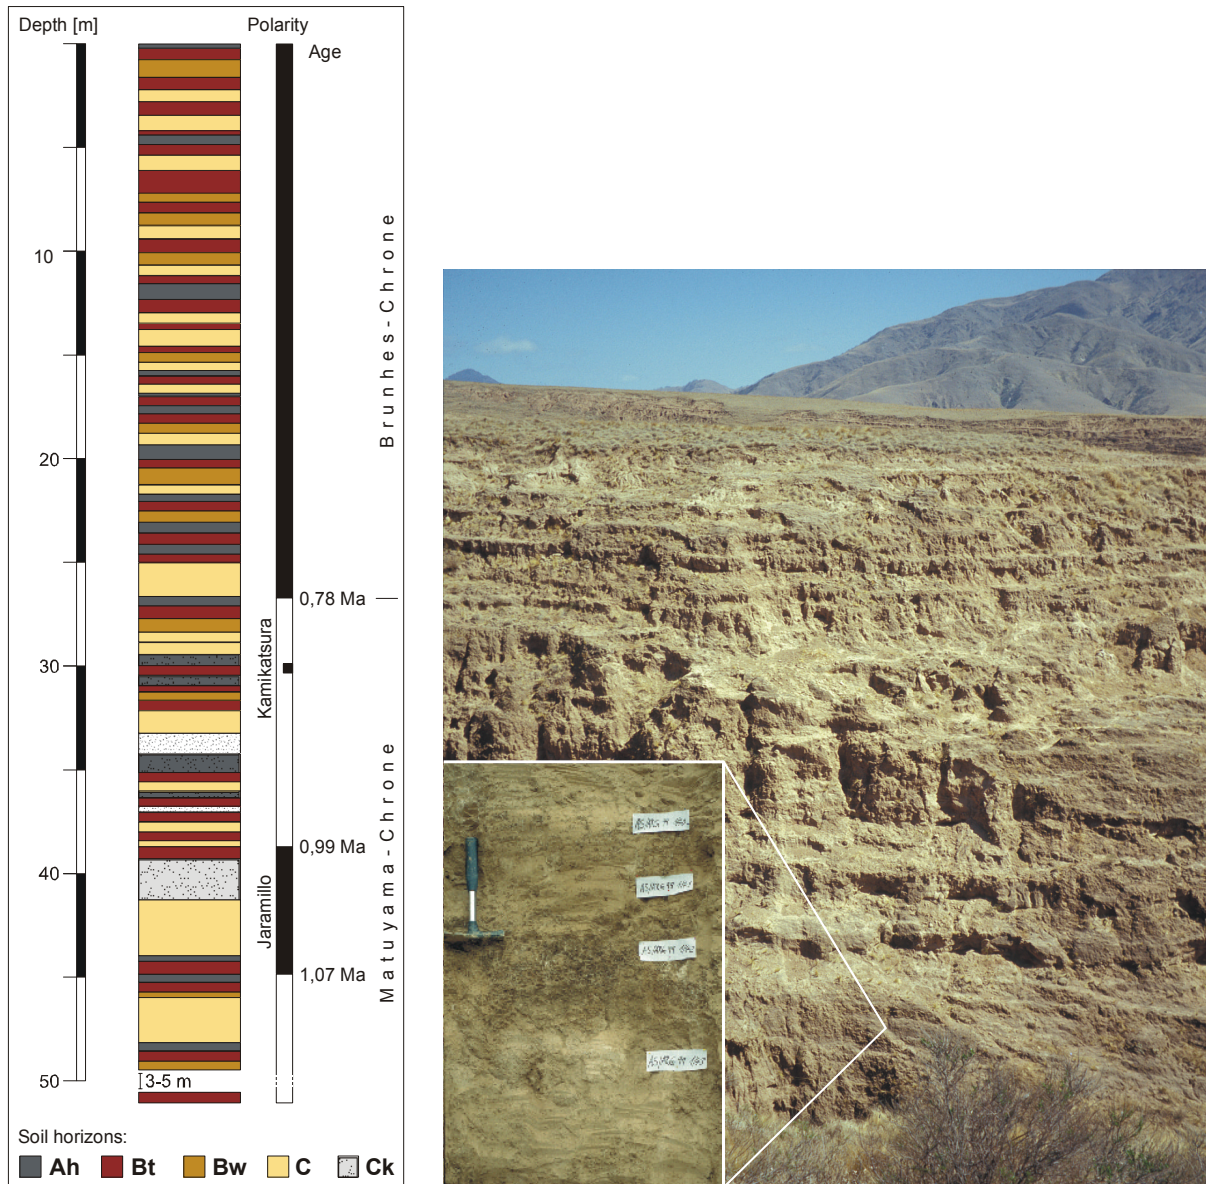 Depth [m]
Polarity
Age
10
20
30
40
50
Brunhes-Chrone
0,78 Ma
Kamikatsura
Matuyama-Chrone
0,99 Ma
Jaramillo
1,07 Ma
3-5 m
Soil horizons:
Ah Bt Bw C Ck